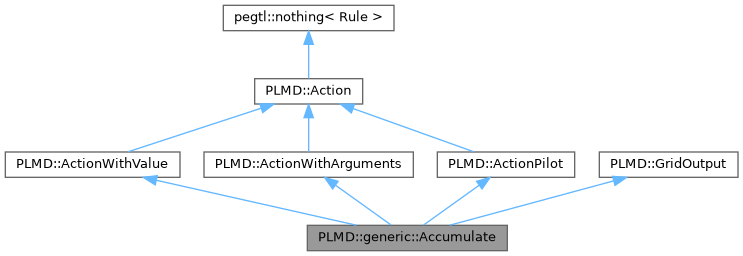 pegtl::nothing< Rule >
PLMD::Action
PLMD::ActionWithValue
PLMD::ActionWithArguments
PLMD::ActionPilot
PLMD::GridOutput
PLMD::generic::Accumulate